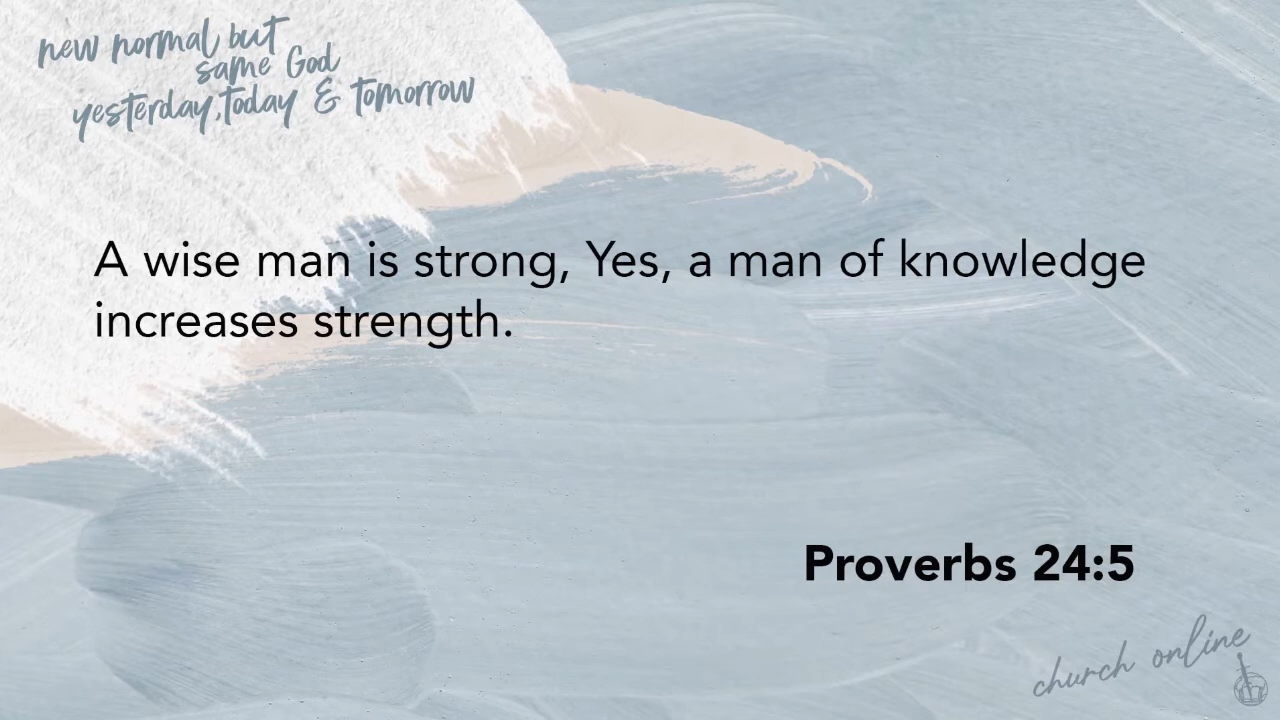 new normal but
same God
yesterday,today & tomorrow
A wise man is strong, Yes, a man of knowledge
increases strength.
Proverbs 24:5
church online